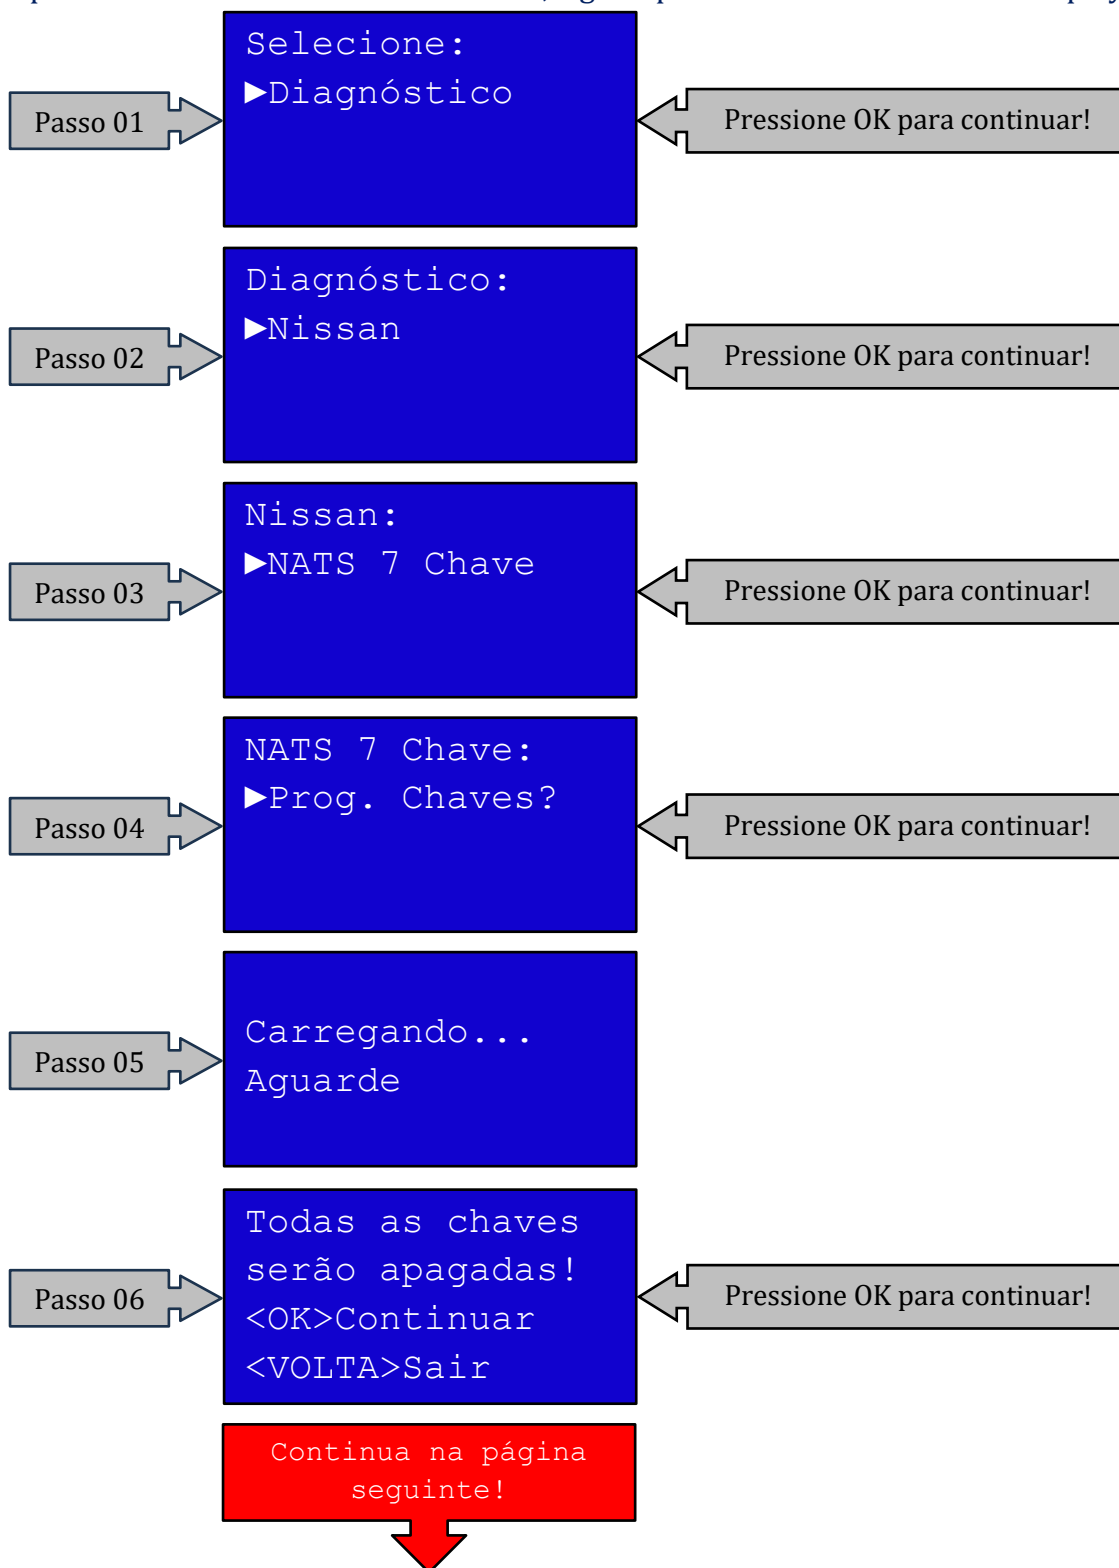 Selecione:
►Diagnóstico
Passo 01
Pressione OK para continuar!
Diagnóstico:
►Nissan
Passo 02
Pressione OK para continuar!
Nissan:
►NATS 7 Chave
Passo 03
Pressione OK para continuar!
NATS 7 Chave:
►Prog. Chaves?
Passo 04
Pressione OK para continuar!
Carregando...
Aguarde
Passo 05
Todas as chaves
serão apagadas!
<OK>Continuar
<VOLTA>Sair
Passo 06
Pressione OK para continuar!
Continua na página
seguinte!